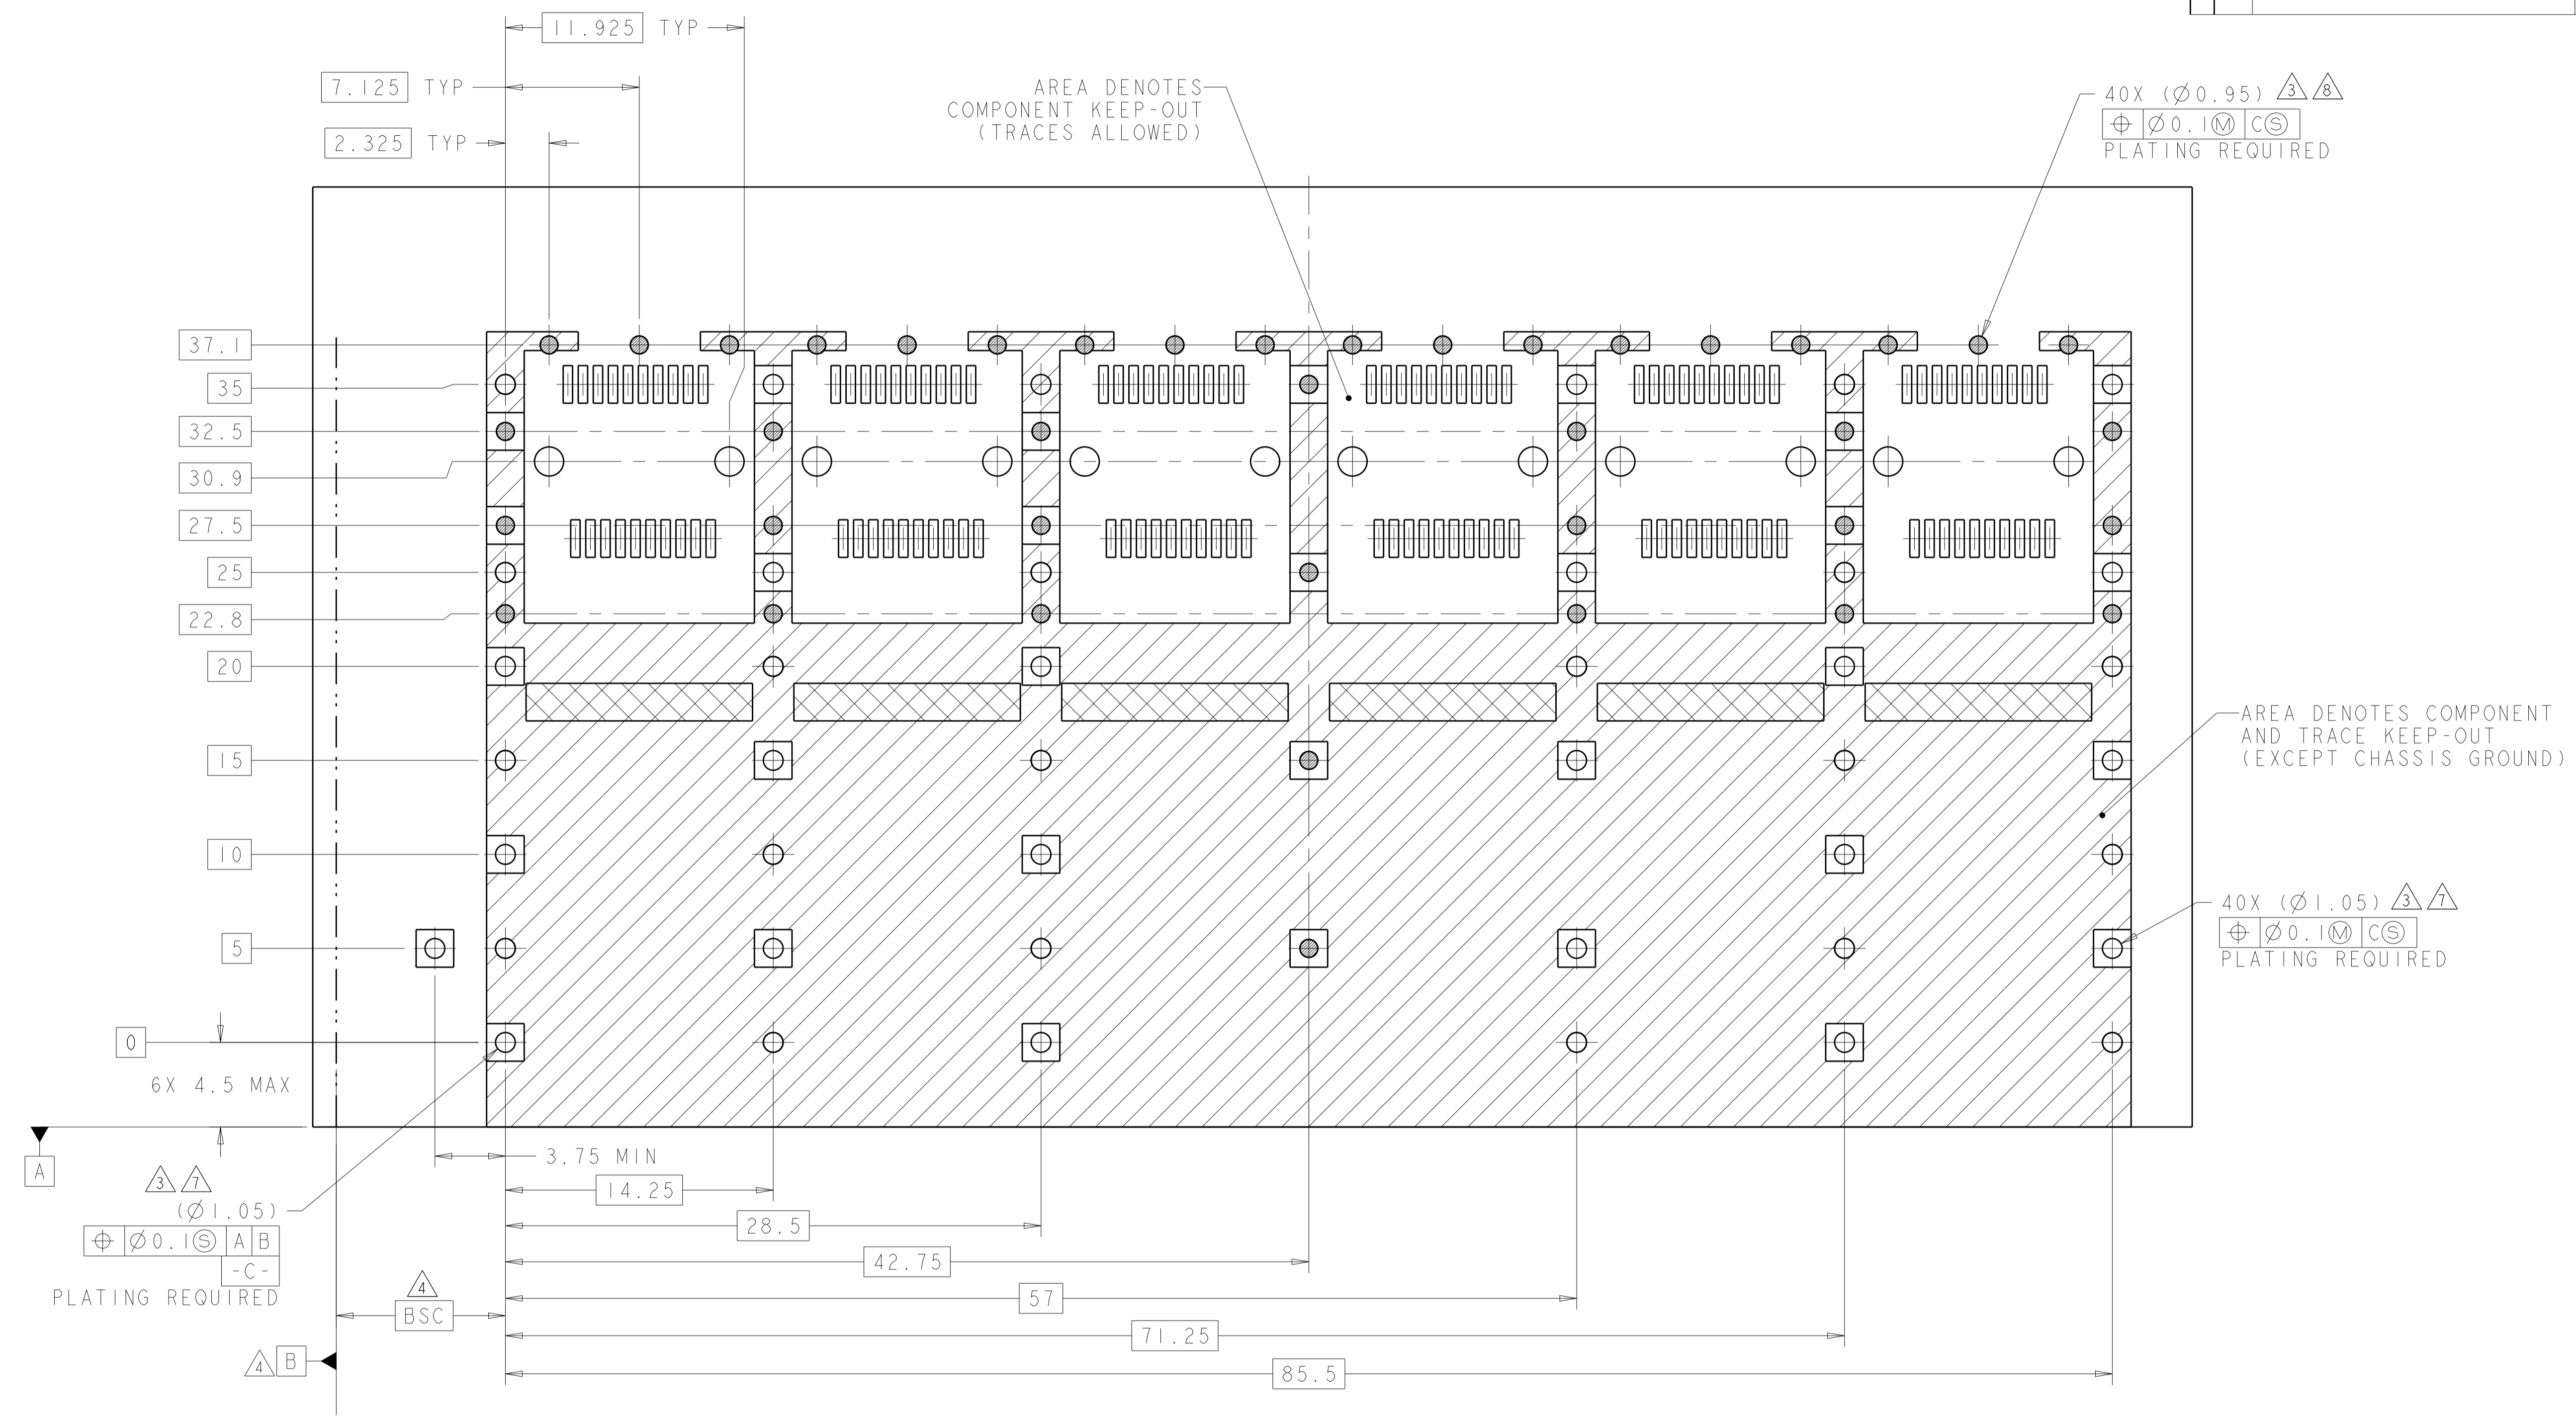 11.925 TYP
7.125 TYP
2.325 TYP
AREA DENOTES
COMPONENT KEEP-OUT
(TRACES ALLOWED)
40X (Ø0.95) 3 8
⌖ Ø0.1Ⓜ CⓈ
PLATING REQUIRED
37.1
35
32.5
30.9
27.5
25
22.8
20
15
10
5
0
6X 4.5 MAX
AREA DENOTES COMPONENT
AND TRACE KEEP-OUT
(EXCEPT CHASSIS GROUND)
40X (Ø1.05) 3 7
⌖ Ø0.1Ⓜ CⓈ
PLATING REQUIRED
A
3 7
(Ø1.05)
⌖ Ø0.1Ⓢ A B
-C-
PLATING REQUIRED
3.75 MIN
14.25
28.5
42.75
4
BSC
57
71.25
4 B
85.5